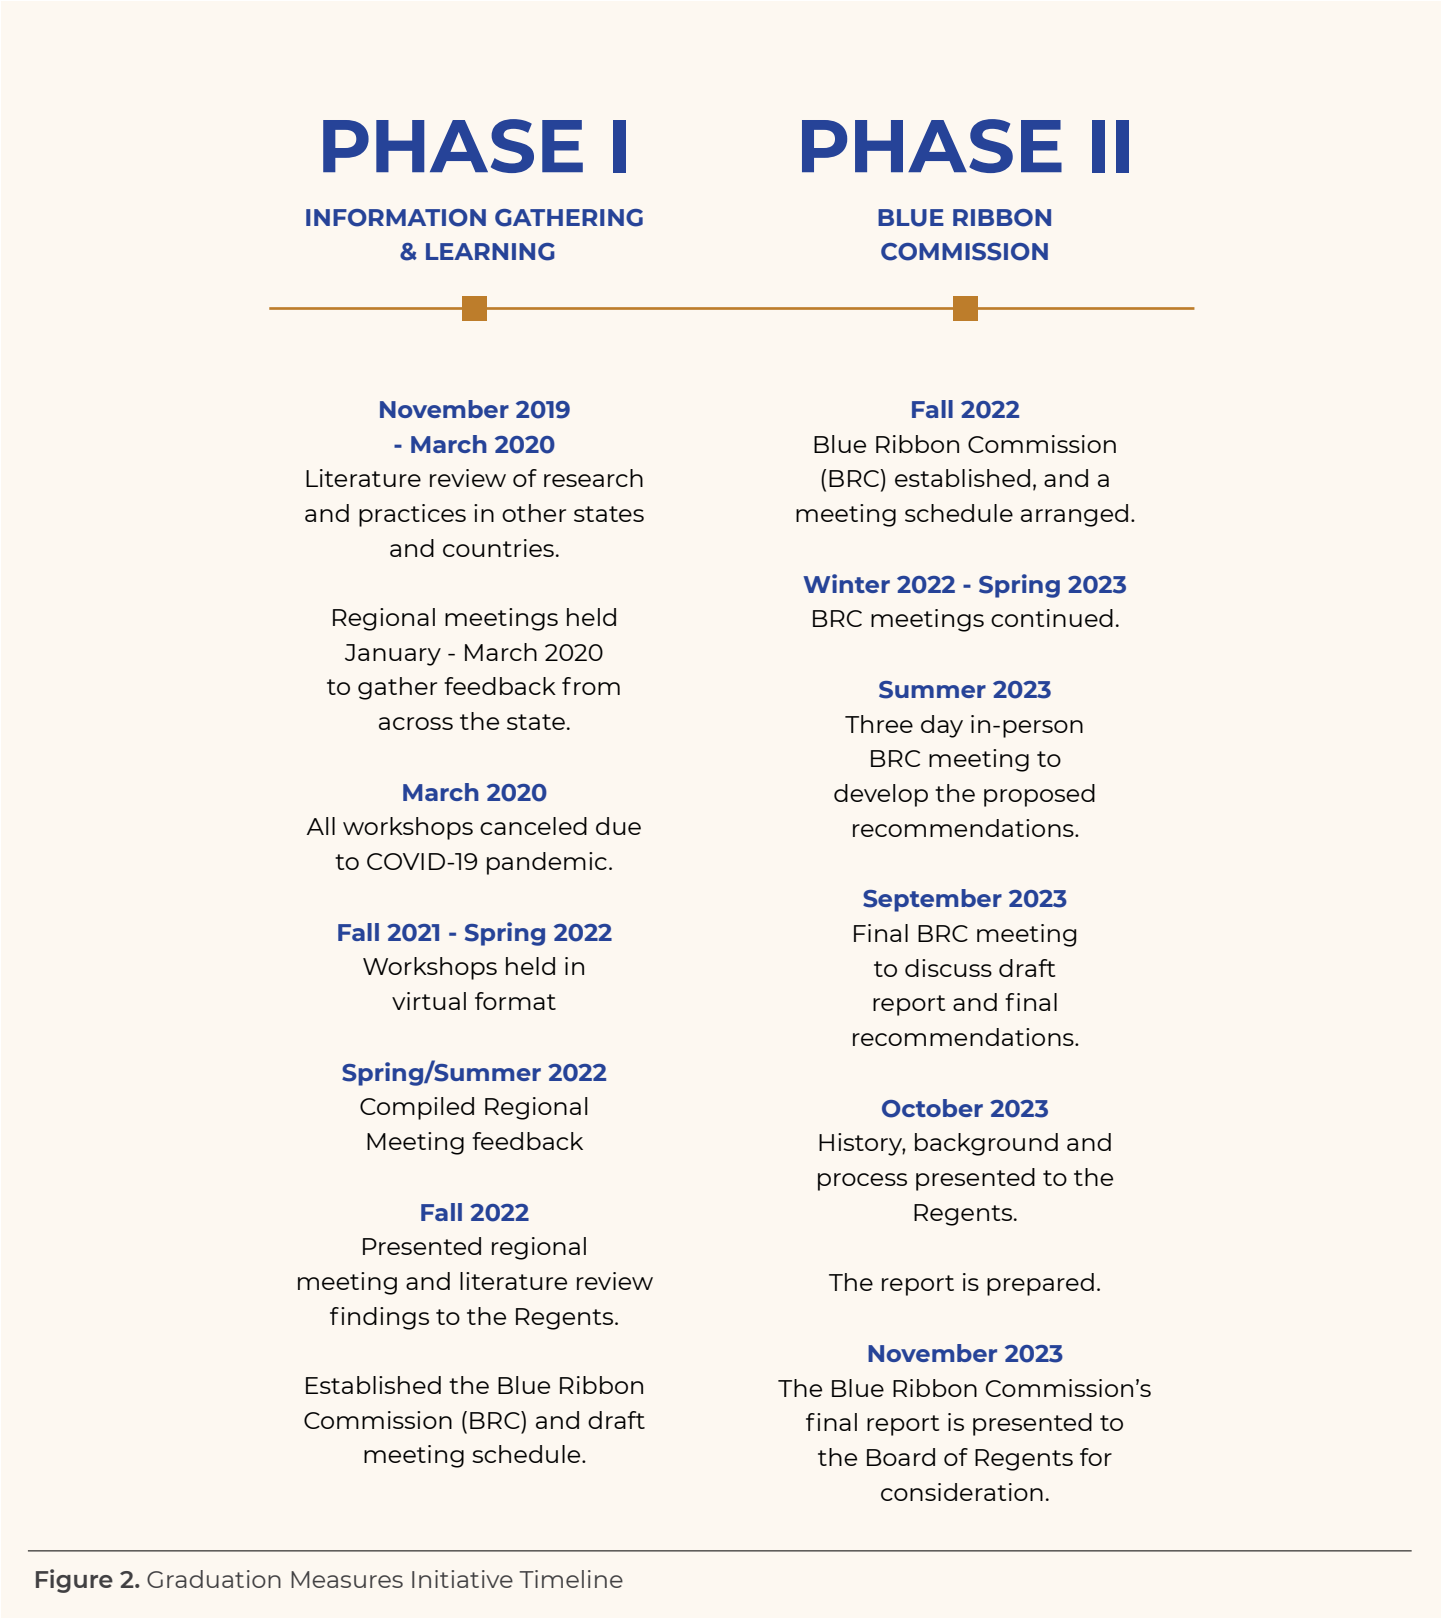 PHASE I
INFORMATION GATHERING
& LEARNING
November 2019
- March 2020
Literature review of research
and practices in other states
and countries.
Regional meetings held
January - March 2020
to gather feedback from
across the state.
March 2020
All workshops canceled due
to COVID-19 pandemic.
Fall 2021 - Spring 2022
Workshops held in
virtual format
Spring/Summer 2022
Compiled Regional
Meeting feedback
Fall 2022
Presented regional
meeting and literature review
findings to the Regents.
Established the Blue Ribbon
Commission (BRC) and draft
meeting schedule.
PHASE II
BLUE RIBBON
COMMISSION
Fall 2022
Blue Ribbon Commission
(BRC) established, and a
meeting schedule arranged.
Winter 2022 - Spring 2023
BRC meetings continued.
Summer 2023
Three day in-person
BRC meeting to
develop the proposed
recommendations.
September 2023
Final BRC meeting
to discuss draft
report and final
recommendations.
October 2023
History, background and
process presented to the
Regents.
The report is prepared.
November 2023
The Blue Ribbon Commission’s
final report is presented to
the Board of Regents for
consideration.
Figure 2. Graduation Measures Initiative Timeline